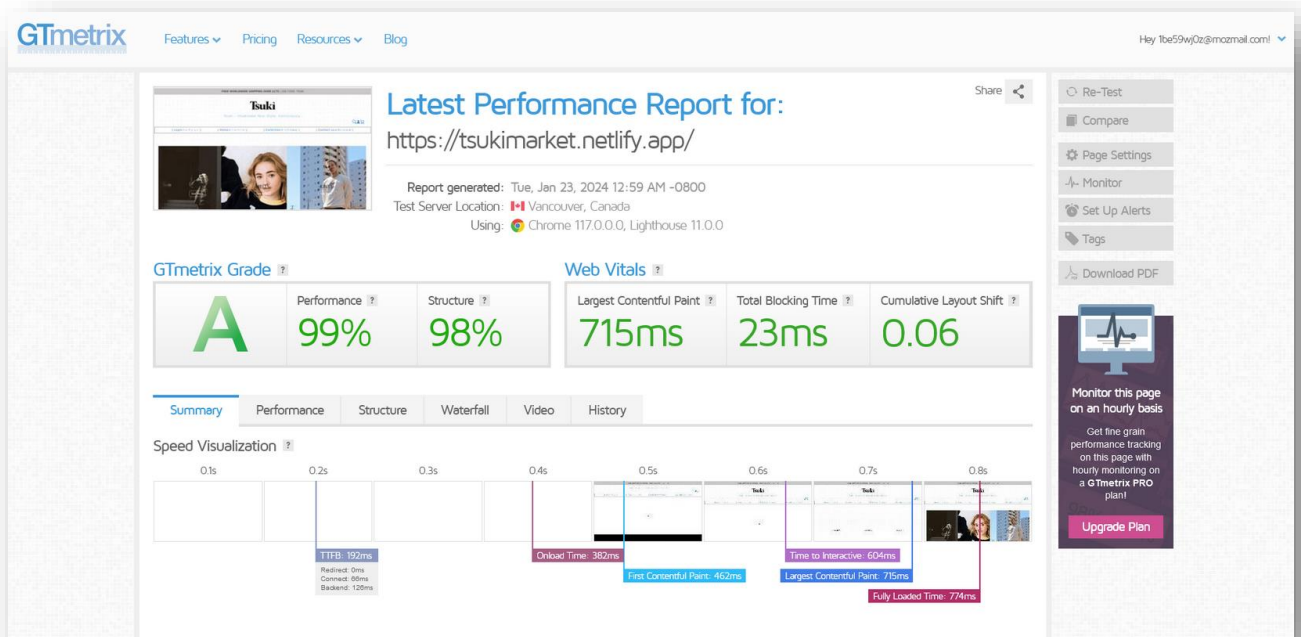 GTmetrix
Features Pricing Resources Blog
Hey 1be59wj0z@mozmail.com!
Tsuki
Latest Performance Report for:
https://tsukimarket.netlify.app/
Share
Report generated: Tue, Jan 23, 2024 12:59 AM -0800
Test Server Location: Vancouver, Canada
Using: Chrome 117.0.0.0, Lighthouse 11.0.0
Re-Test
Compare
Page Settings
Monitor
Set Up Alerts
Tags
Download PDF
GTmetrix Grade ?
Web Vitals ?
A
Performance ?
99%
Structure ?
98%
Largest Contentful Paint ?
715ms
Total Blocking Time ?
23ms
Cumulative Layout Shift ?
0.06
Monitor this page
on an hourly basis
Get fine grain
performance tracking
on this page with
hourly monitoring on
a GTmetrix PRO
plan!
Upgrade Plan
Summary Performance Structure Waterfall Video History
Speed Visualization ?
0.1s 0.2s 0.3s 0.4s 0.5s 0.6s 0.7s 0.8s
Tsuki Tsuki Tsuki
TTFB: 192ms
Redirect: 0ms
Connect: 66ms
Backend: 126ms
Onload Time: 382ms
Time to Interactive: 604ms
First Contentful Paint: 462ms
Largest Contentful Paint: 715ms
Fully Loaded Time: 774ms